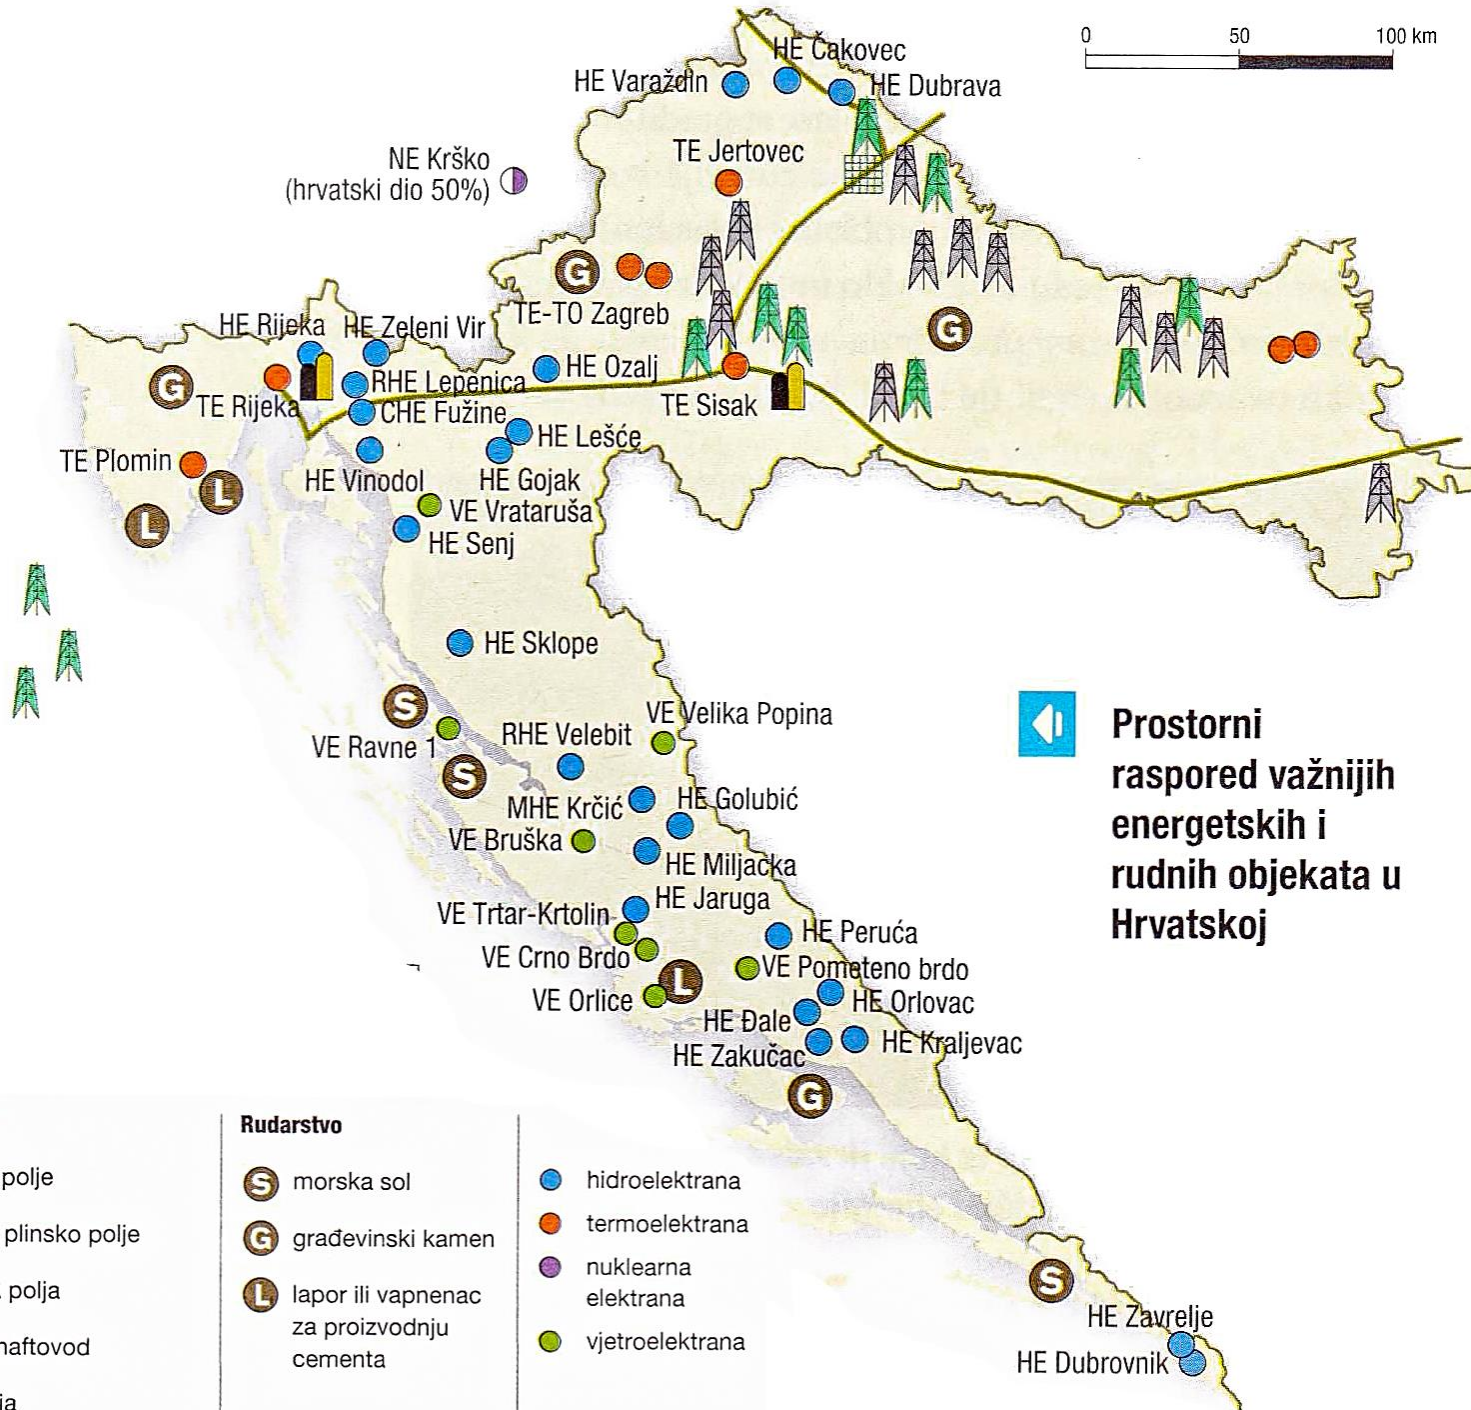 0 50 100 km
HE Čakovec
HE Varaždin
HE Dubrava
TE Jertovec
NE Krško
(hrvatski dio 50%)
G
TE-TO Zagreb
HE Rijeka
HE Zeleni Vir
G
HE Ozalj
G
RHE Lepenica
TE Rijeka
CHE Fužine
TE Sisak
HE Lešće
TE Plomin
HE Vinodol
HE Gojak
L
VE Vrataruša
L
HE Senj
HE Sklope
S
VE Velika Popina
VE Ravne 1
RHE Velebit
S
MHE Krčić
HE Golubić
VE Bruška
HE Miljacka
HE Jaruga
VE Trtar-Krtolin
HE Peruća
VE Crno Brdo
VE Pometeno brdo
L
VE Orlice
HE Orlovac
HE Đale
HE Kraljevac
HE Zakučac
G
S
HE Zavrelje
HE Dubrovnik
Prostorni
raspored važnijih
energetskih i
rudnih objekata u
Hrvatskoj
polje
plinsko polje
polja
naftovod
Rudarstvo
S morska sol
G građevinski kamen
L lapor ili vapnenac
za proizvodnju
cementa
hidroelektrana
termoelektrana
nuklearna
elektrana
vjetroelektrana